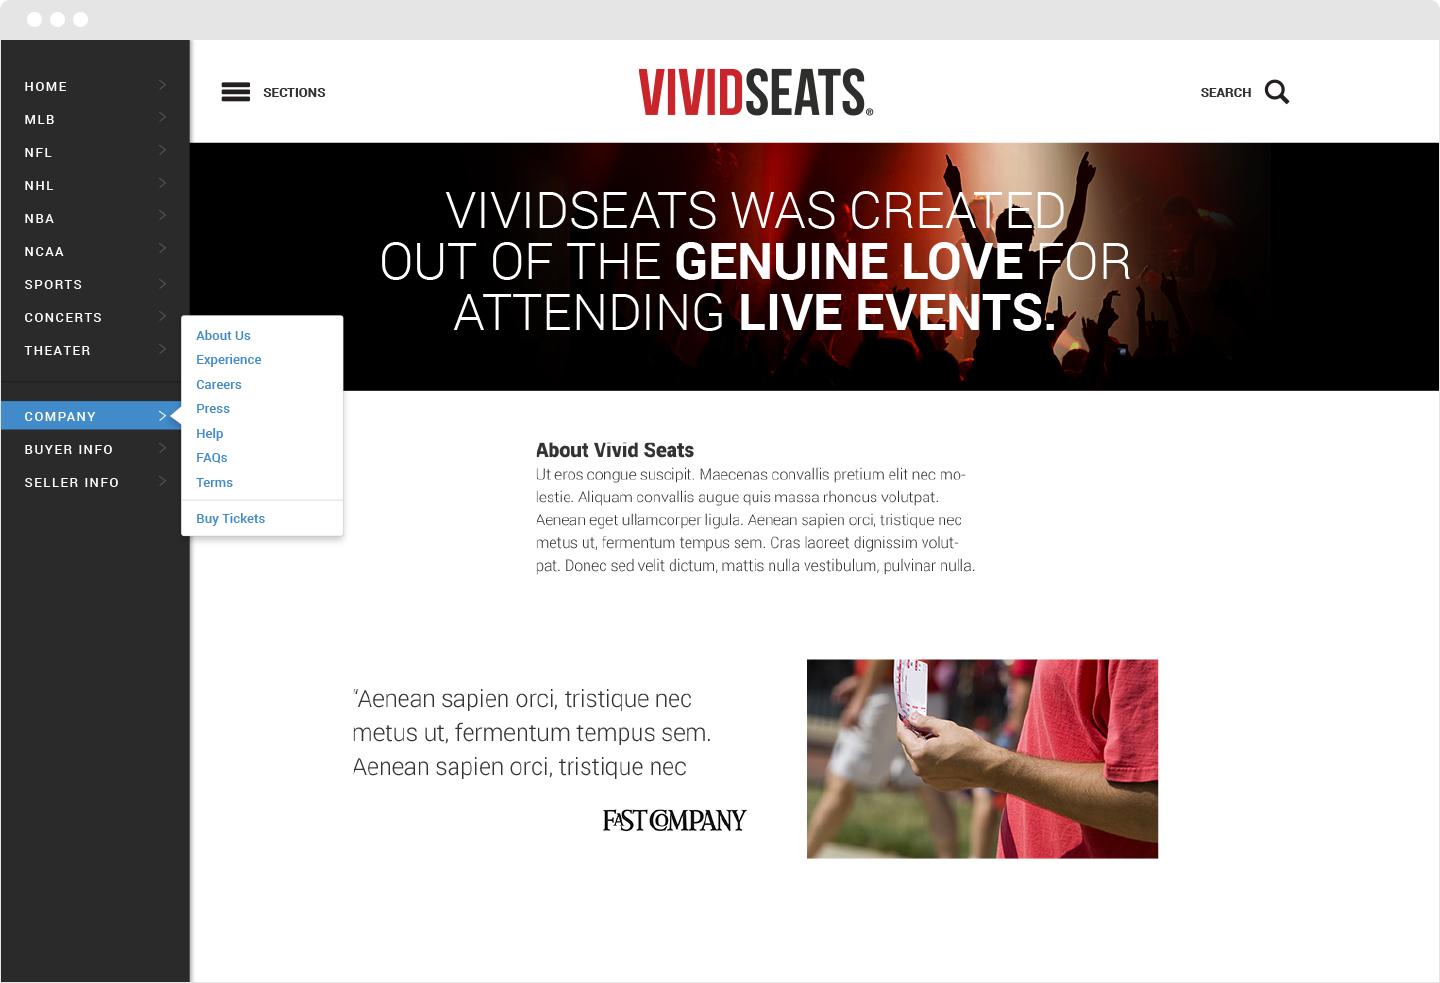 SECTIONS
VIVIDSEATS®
SEARCH
HOME
MLB
NFL
NHL
NBA
NCAA
SPORTS
CONCERTS
THEATER
COMPANY
BUYER INFO
SELLER INFO
About Us
Experience
Careers
Press
Help
FAQs
Terms
Buy Tickets
VIVIDSEATS WAS CREATED
OUT OF THE GENUINE LOVE FOR
ATTENDING LIVE EVENTS.
About Vivid Seats
Ut eros congue suscipit. Maecenas convallis pretium elit nec mo-
lestie. Aliquam convallis augue quis massa rhoncus volutpat.
Aenean eget ullamcorper ligula. Aenean sapien orci, tristique nec
metus ut, fermentum tempus sem. Cras laoreet dignissim volut-
pat. Donec sed velit dictum, mattis nulla vestibulum, pulvinar nulla.
“Aenean sapien orci, tristique nec
metus ut, fermentum tempus sem.
Aenean sapien orci, tristique nec
FAST COMPANY